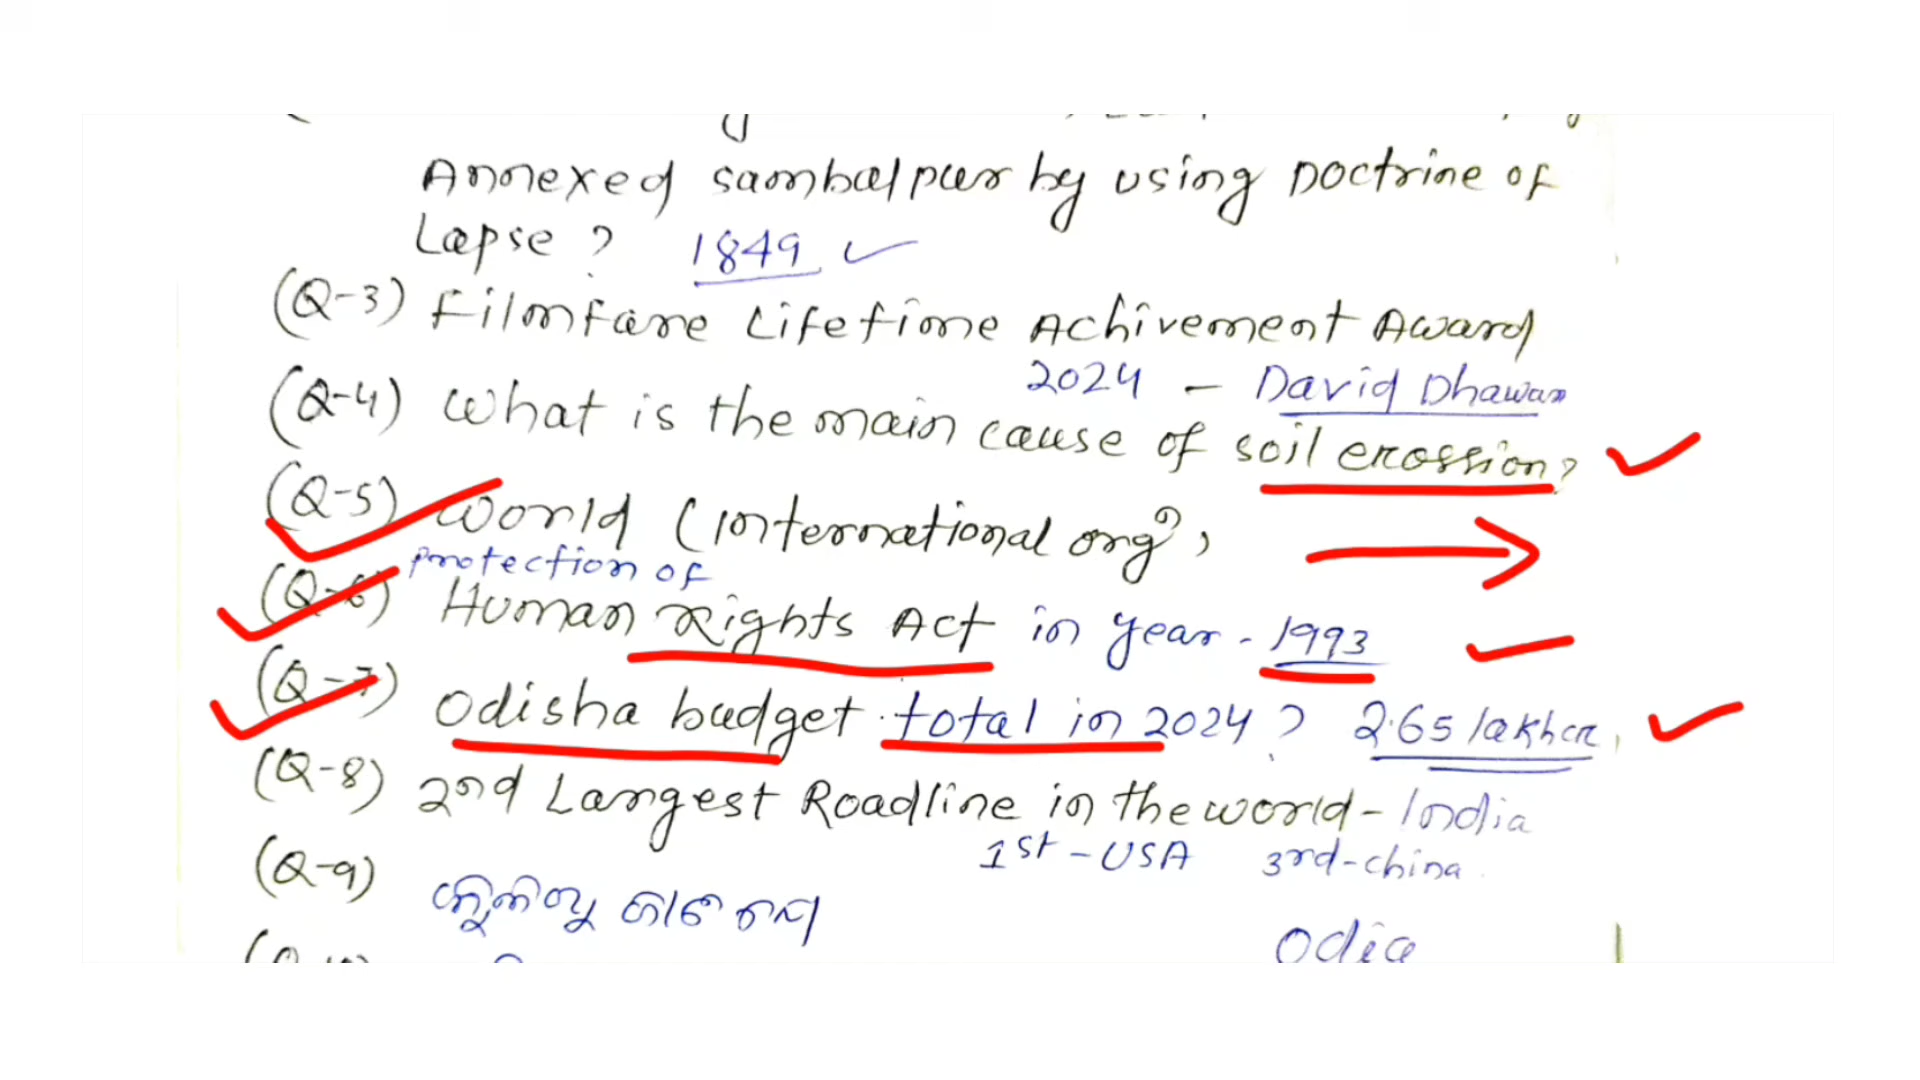 Annexed sambalpur by using Doctrine of
Lapse ? 1849
(Q-3) Filmfare Lifetime Achivement Award
2024 - David Dhawan
(Q-4) What is the main cause of soil erossion ?
(Q-5) World (International orgn,
protection of
(Q-6) Human Rights Act in year - 1993
(Q-7) Odisha budget total in 2024 ? 2.65 lakh cr
(Q-8) 2nd Largest Roadline in the world - India
1st - USA 3rd - china
(Q-9)
Odia